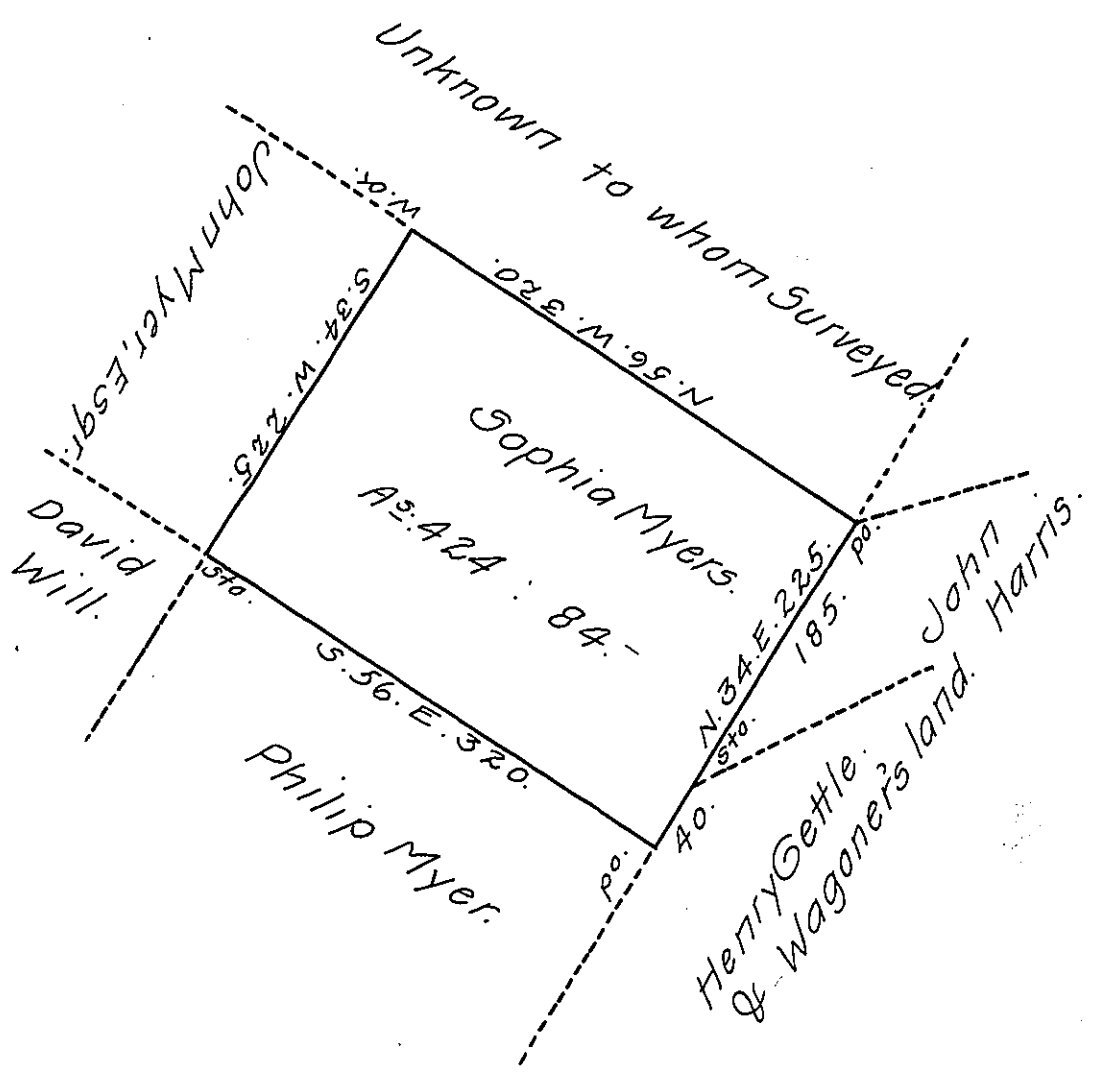 Unknown to whom Surveyed.
John Myer, Esqr.
W.ox.
N.56.W.320.
S.34.W.225.
Sophia Myers.
As.424 : 84.-
David
Will.
sto.
S.56.E.320.
Philip Myer.
po.
N.34.E.225.
185.
sto.
40.
po.
John
Harris.
Henry Gettle.
& Wagoner's land.